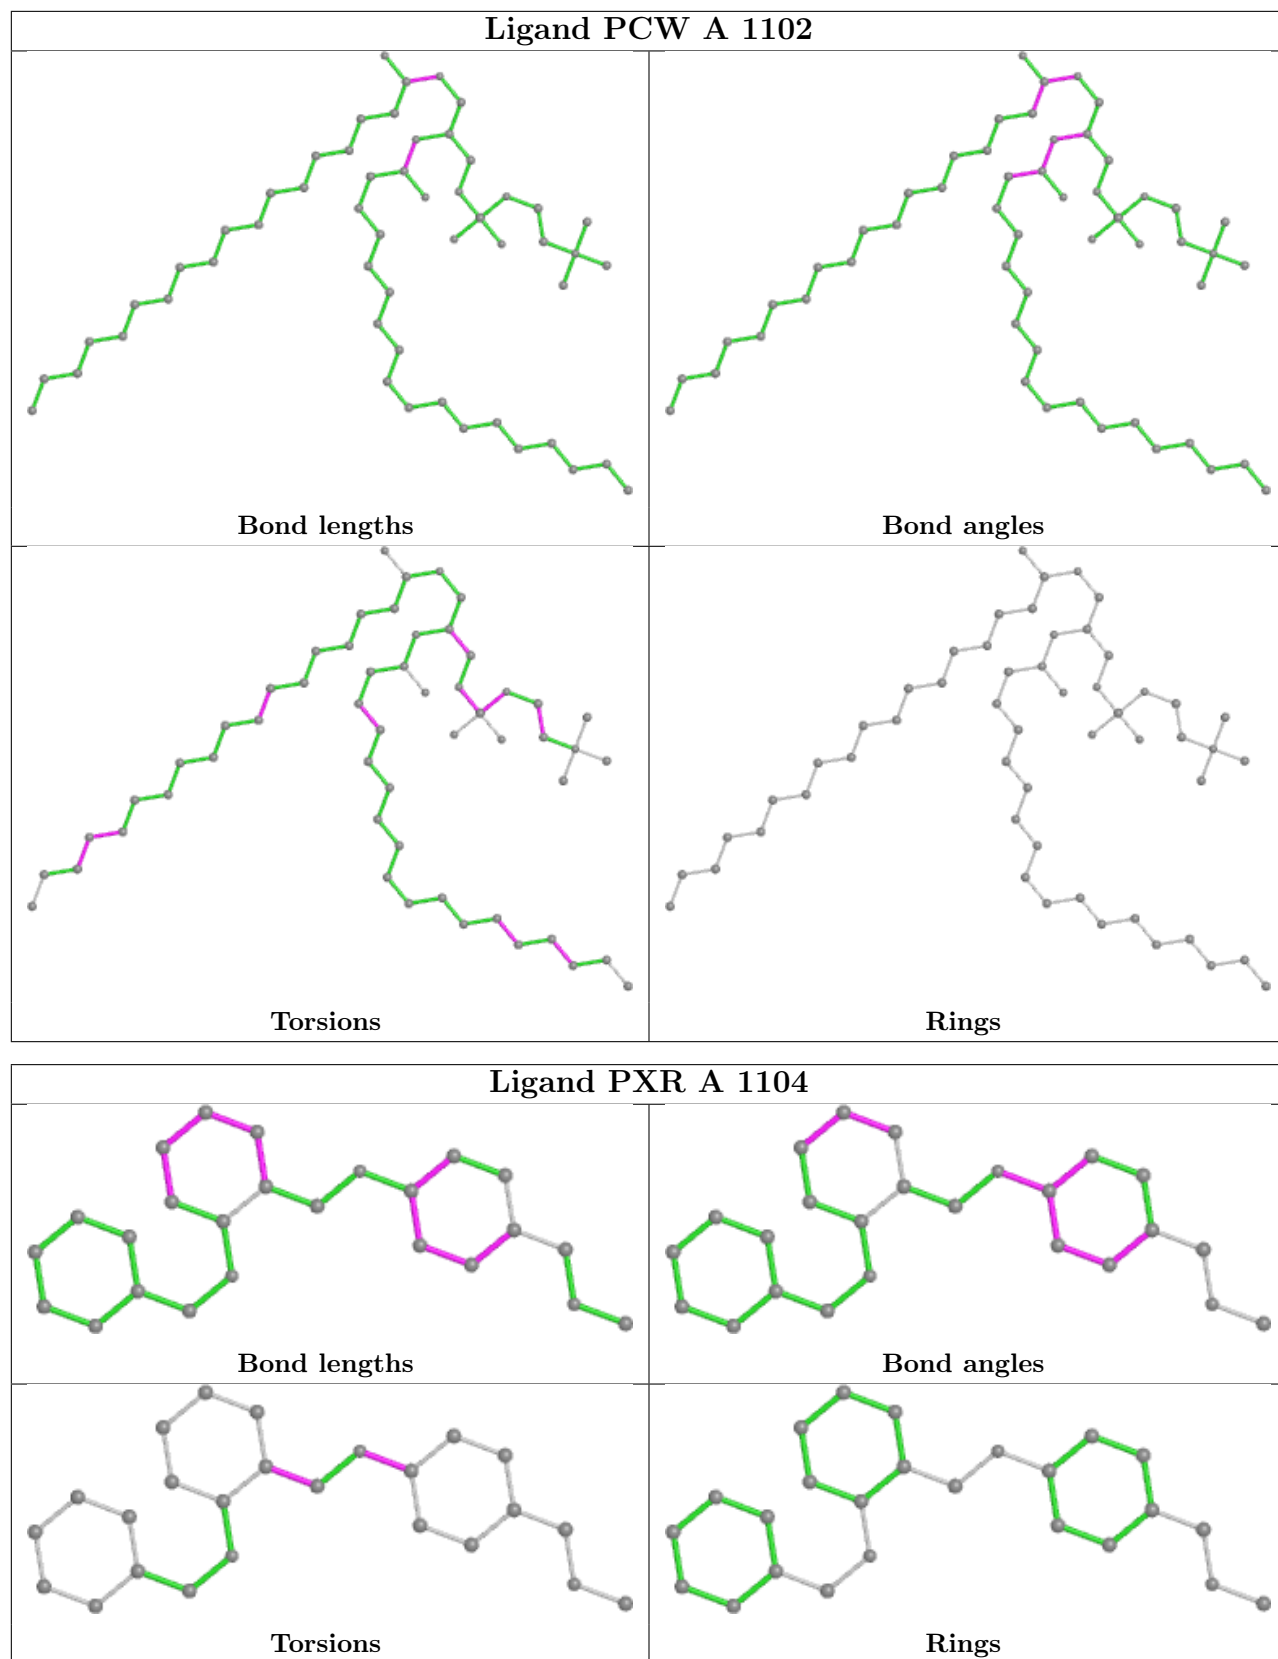 Ligand PCW A 1102
Bond lengths
Bond angles
Torsions
Rings
Ligand PXR A 1104
Bond lengths
Bond angles
Torsions
Rings